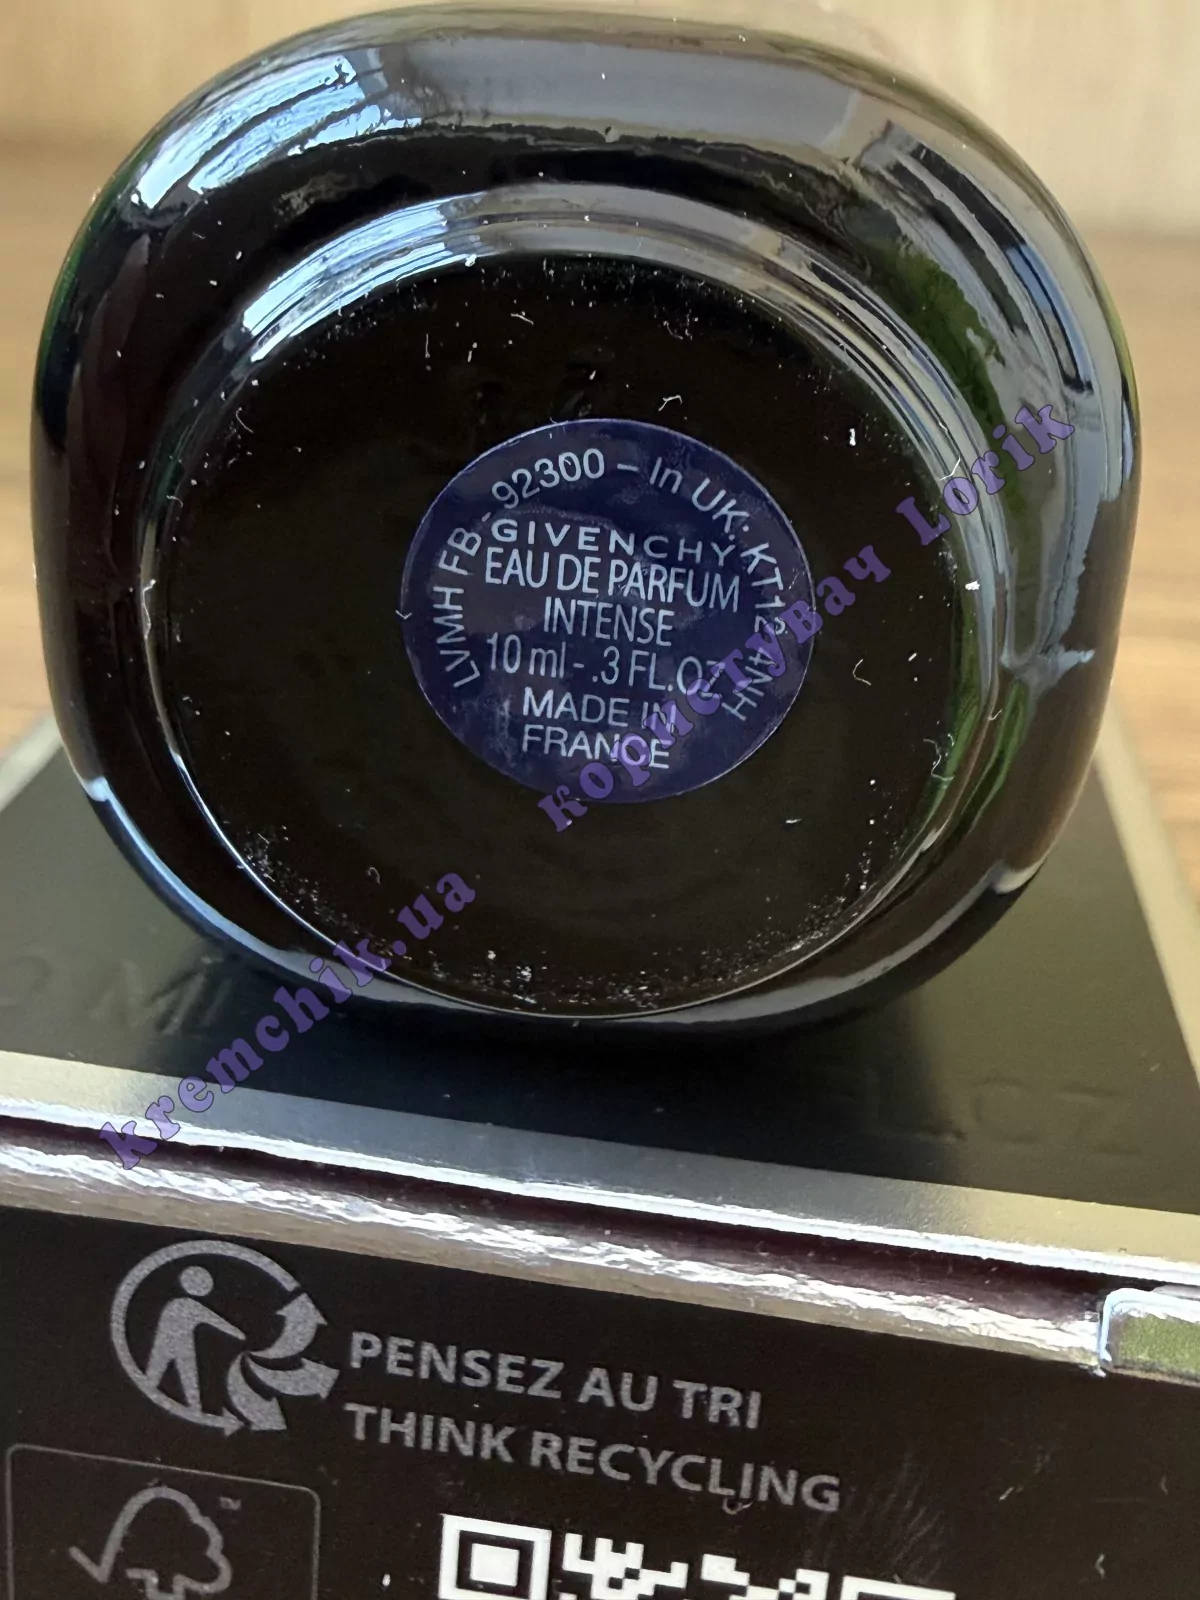 LVMH FB - 92300 - In UK: KT12 4NH
GIVENCHY
EAU DE PARFUM
INTENSE
10 ml - .3 FL.OZ
MADE IN
FRANCE
користувач Lorik
kremchik.ua
PENSEZ AU TRI
THINK RECYCLING
TM